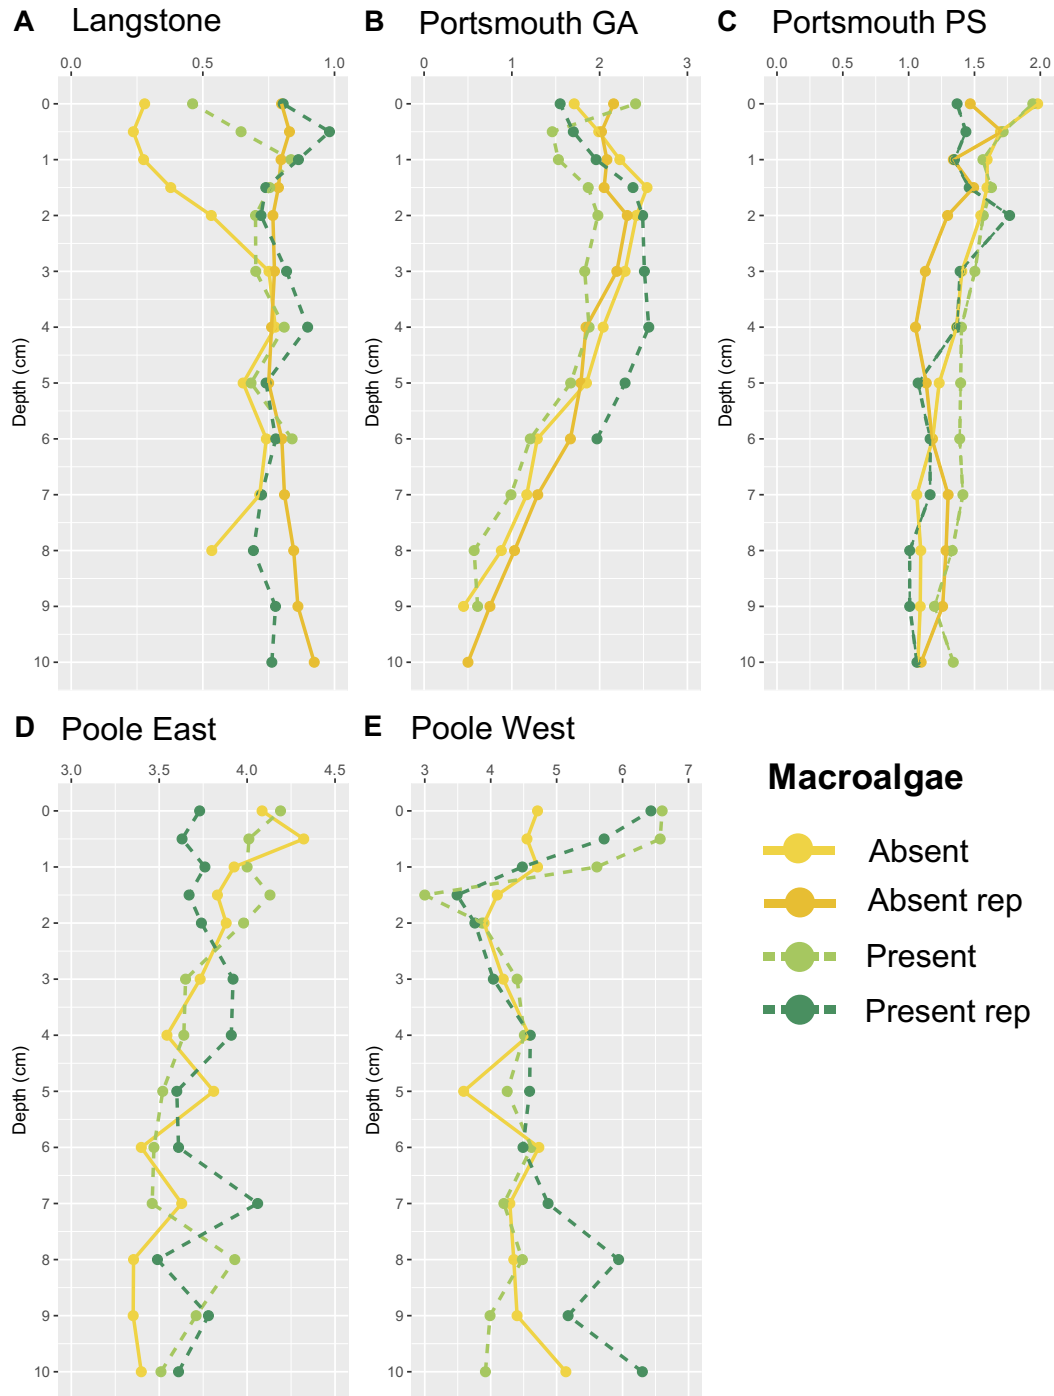 A Langstone
B Portsmouth GA
C Portsmouth PS
0.0 0.5 1.0
0 1 2 3
0.0 0.5 1.0 1.5 2.0
Depth (cm)
0
1
2
3
4
5
6
7
8
9
10
Depth (cm)
0
1
2
3
4
5
6
7
8
9
10
Depth (cm)
0
1
2
3
4
5
6
7
8
9
10
D Poole East
E Poole West
3.0 3.5 4.0 4.5
3 4 5 6 7
Depth (cm)
0
1
2
3
4
5
6
7
8
9
10
Depth (cm)
0
1
2
3
4
5
6
7
8
9
10
Macroalgae
Absent
Absent rep
Present
Present rep